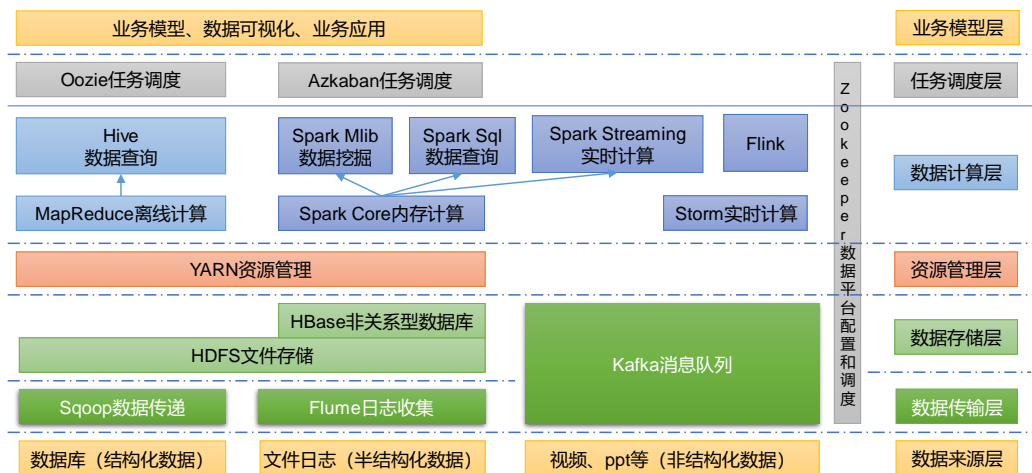 业务模型、数据可视化、业务应用
业务模型层
Oozie任务调度
Azkaban任务调度
任务调度层
Zookeeper数据平台配置和调度
Hive
数据查询
Spark Mlib
数据挖掘
Spark Sql
数据查询
Spark Streaming
实时计算
Flink
数据计算层
MapReduce离线计算
Spark Core内存计算
Storm实时计算
YARN资源管理
资源管理层
HBase非关系型数据库
HDFS文件存储
Kafka消息队列
数据存储层
Sqoop数据传递
Flume日志收集
数据传输层
数据库（结构化数据）
文件日志（半结构化数据）
视频、ppt等（非结构化数据）
数据来源层